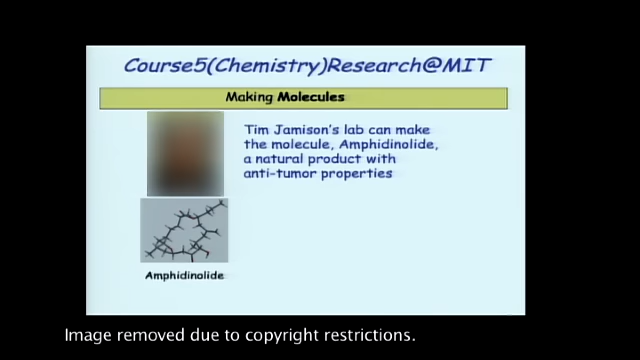 Course5(Chemistry)Research@MIT
Making Molecules
Tim Jamison's lab can make
the molecule, Amphidinolide,
a natural product with
anti-tumor properties
Amphidinolide
Image removed due to copyright restrictions.